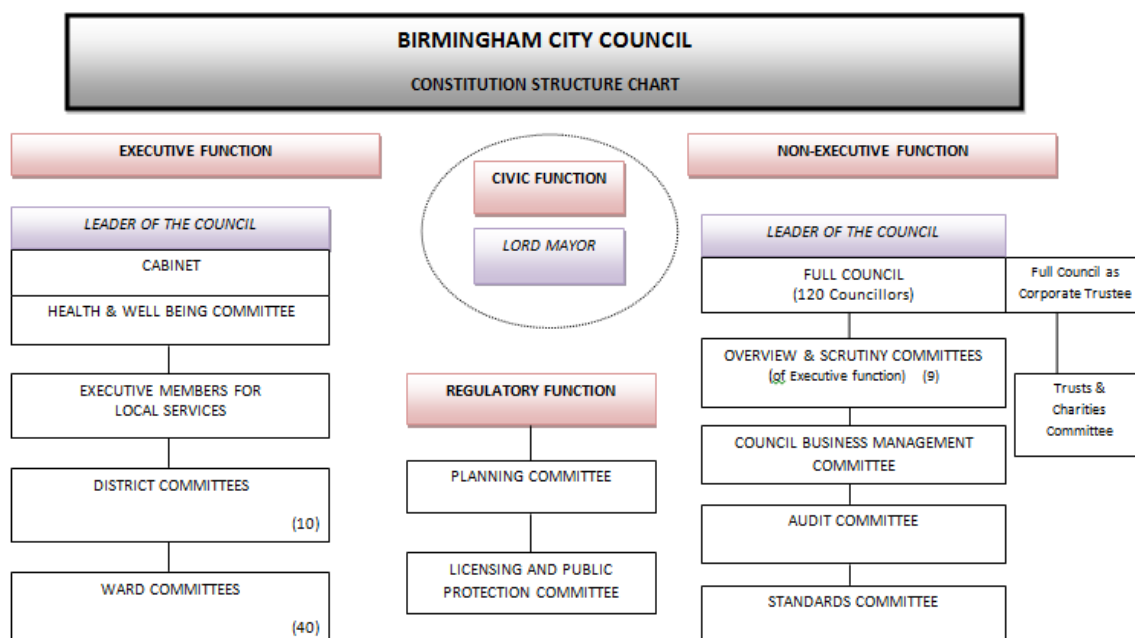 BIRMINGHAM CITY COUNCIL
CONSTITUTION STRUCTURE CHART
EXECUTIVE FUNCTION
LEADER OF THE COUNCIL
CABINET
HEALTH & WELL BEING COMMITTEE
EXECUTIVE MEMBERS FOR
LOCAL SERVICES
DISTRICT COMMITTEES
(10)
WARD COMMITTEES
(40)
CIVIC FUNCTION
LORD MAYOR
REGULATORY FUNCTION
PLANNING COMMITTEE
LICENSING AND PUBLIC
PROTECTION COMMITTEE
NON-EXECUTIVE FUNCTION
LEADER OF THE COUNCIL
FULL COUNCIL
(120 Councillors)
Full Council as
Corporate Trustee
OVERVIEW & SCRUTINY COMMITTEES
(of Executive function) (9)
Trusts &
Charities
Committee
COUNCIL BUSINESS MANAGEMENT
COMMITTEE
AUDIT COMMITTEE
STANDARDS COMMITTEE